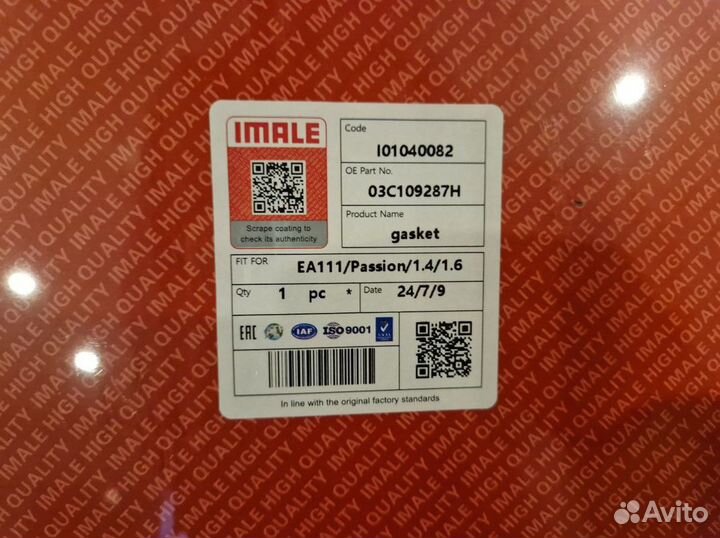 IMALE
Scrape coating to
check its authenticity
Code
I01040082
OE Part No.
03C109287H
Product Name
gasket
FIT FOR
EA111/Passion/1.4/1.6
Qty 1 pc * Date 24/7/9
EAC IAF ISO9001
In line with the original factory standards
IMALE HIGH QUALITY IMALE HIGH QUALITY
Avito